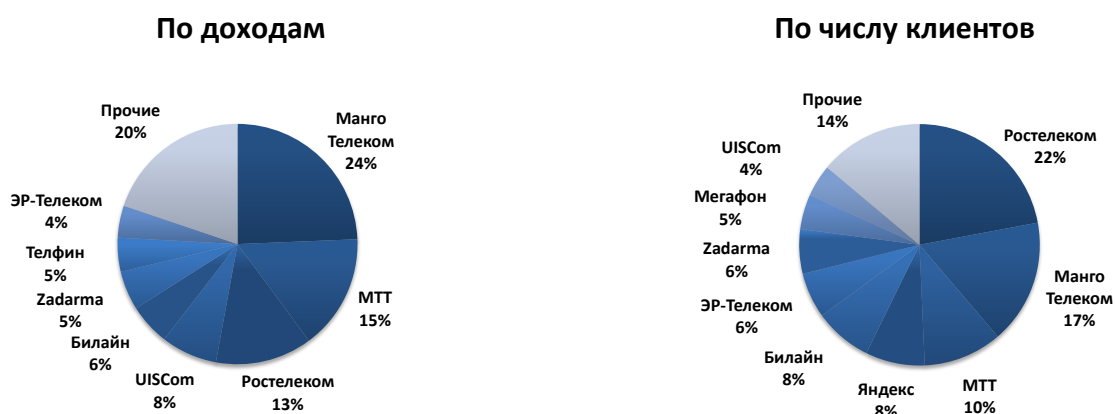 По доходам
Манго
Телеком
24%
МТТ
15%
Ростелеком
13%
UISCom
8%
Билайн
6%
Zadarma
5%
Телфин
5%
ЭР-Телеком
4%
Прочие
20%
По числу клиентов
Ростелеком
22%
Манго
Телеком
17%
МТТ
10%
Яндекс
8%
Билайн
8%
ЭР-Телеком
6%
Zadarma
6%
Мегафон
5%
UISCom
4%
Прочие
14%